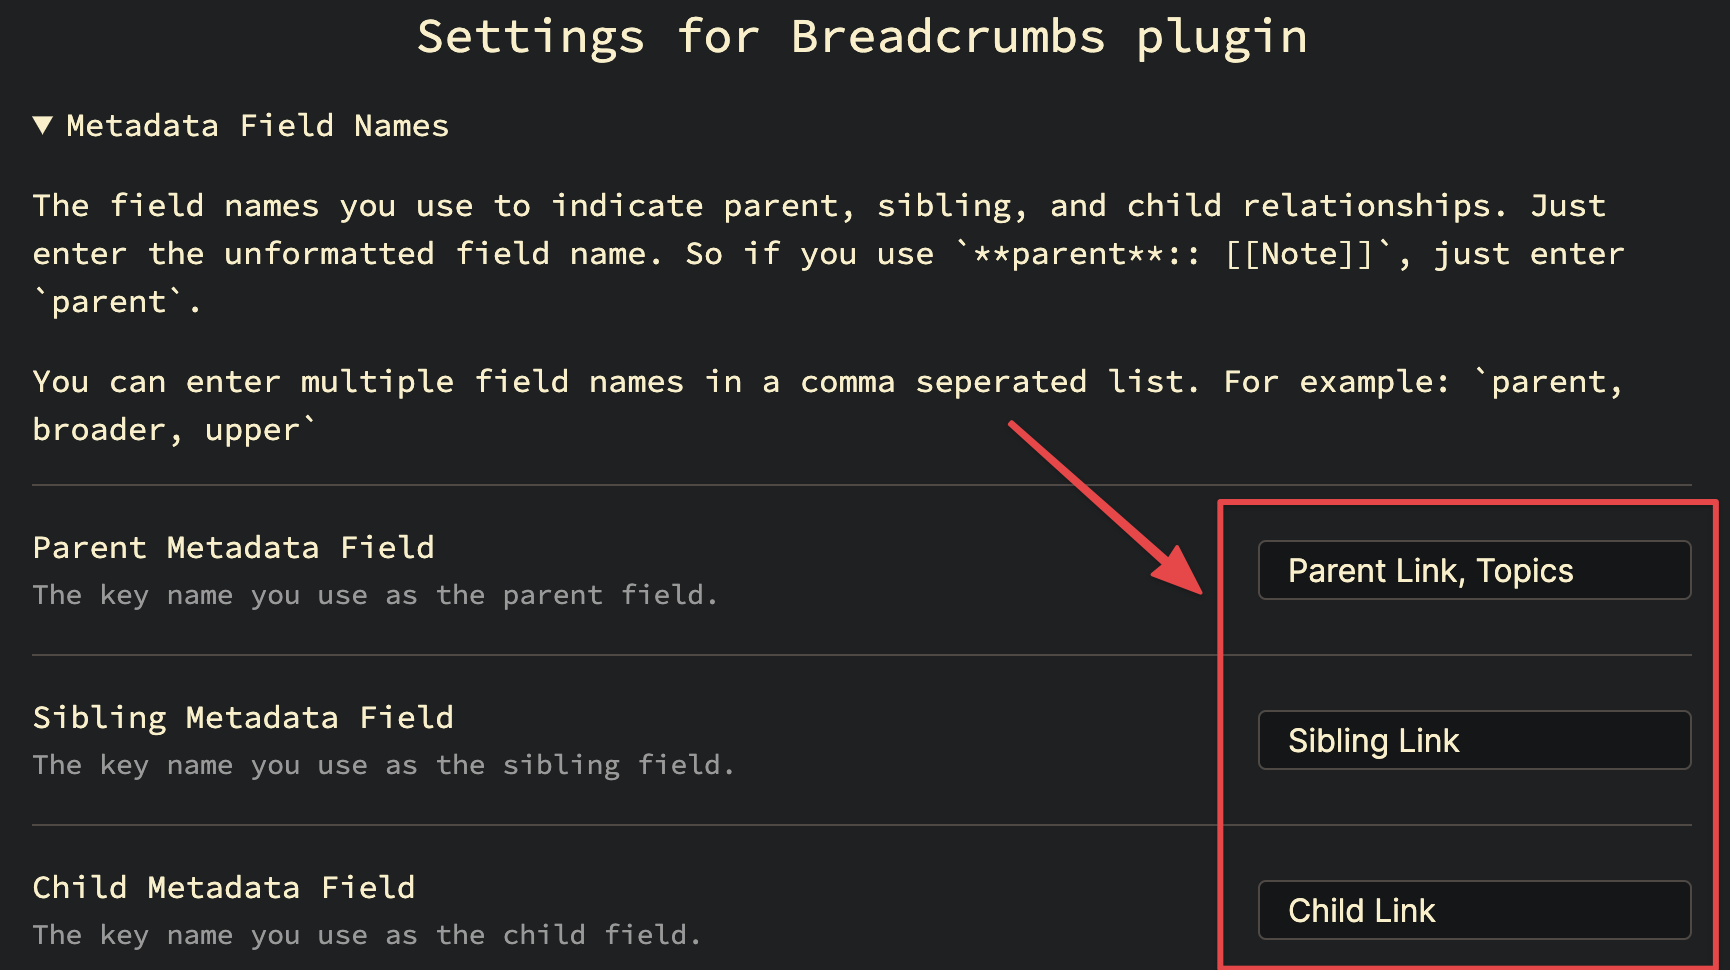 Settings for Breadcrumbs plugin
▼ Metadata Field Names
The field names you use to indicate parent, sibling, and child relationships. Just
enter the unformatted field name. So if you use `**parent**:: [[Note]]`, just enter
`parent`.
You can enter multiple field names in a comma seperated list. For example: `parent,
broader, upper`
Parent Metadata Field
Parent Link, Topics
The key name you use as the parent field.
Sibling Metadata Field
Sibling Link
The key name you use as the sibling field.
Child Metadata Field
Child Link
The key name you use as the child field.